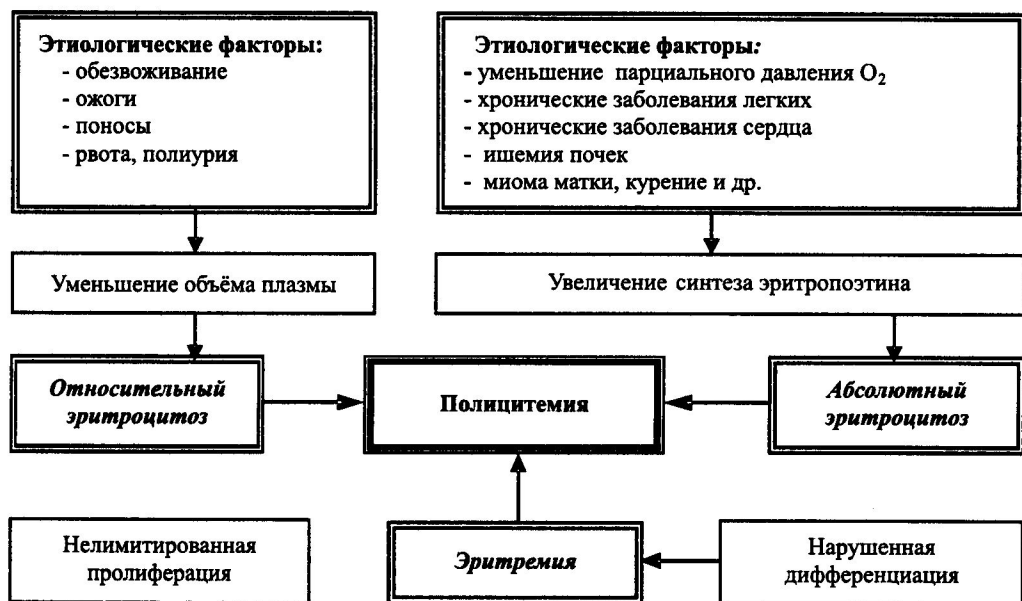 Этиологические факторы:
- обезвоживание
- ожоги
- поносы
- рвота, полиурия
Этиологические факторы:
- уменьшение парциального давления O₂
- хронические заболевания легких
- хронические заболевания сердца
- ишемия почек
- миома матки, курение и др.
Уменьшение объёма плазмы
Увеличение синтеза эритропоэтина
Относительный
эритроцитоз
Полицитемия
Абсолютный
эритроцитоз
Нелимитированная
пролиферация
Эритремия
Нарушенная
дифференциация